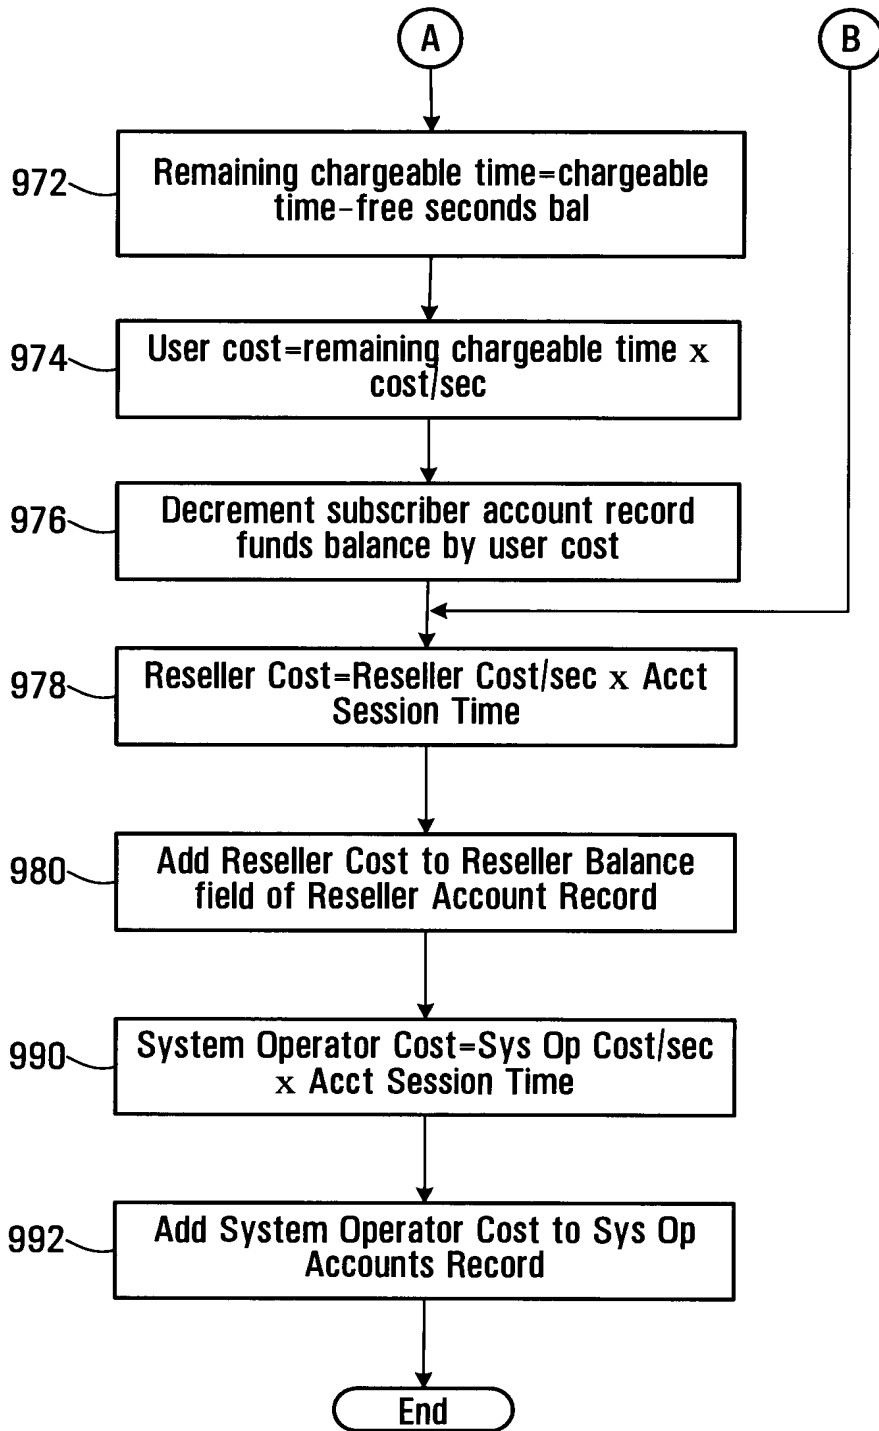 A
B
972
Remaining chargeable time=chargeable
time-free seconds bal
974
User cost=remaining chargeable time x
cost/sec
976
Decrement subscriber account record
funds balance by user cost
978
Reseller Cost=Reseller Cost/sec x Acct
Session Time
980
Add Reseller Cost to Reseller Balance
field of Reseller Account Record
990
System Operator Cost=Sys Op Cost/sec
x Acct Session Time
992
Add System Operator Cost to Sys Op
Accounts Record
End